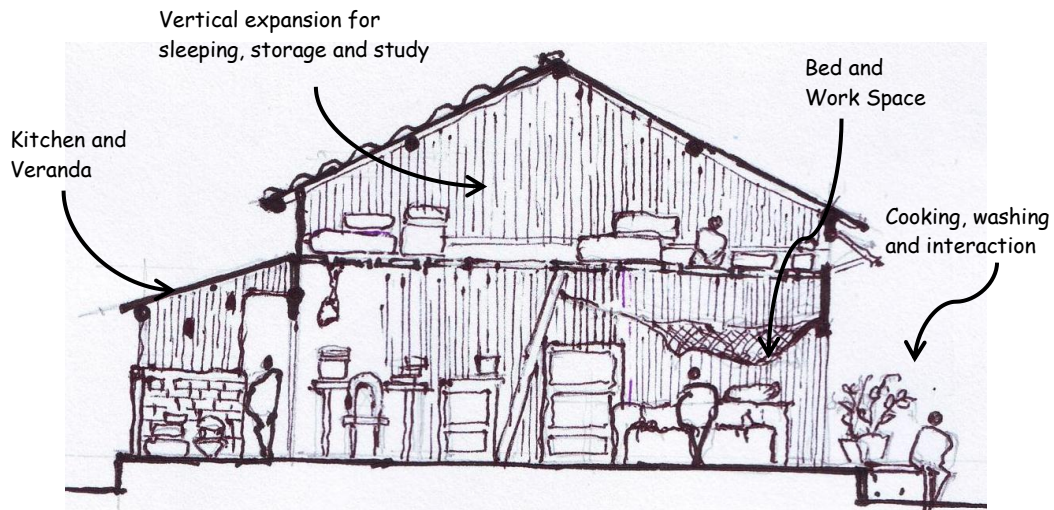 Vertical expansion for
sleeping, storage and study
Bed and
Work Space
Kitchen and
Veranda
Cooking, washing
and interaction